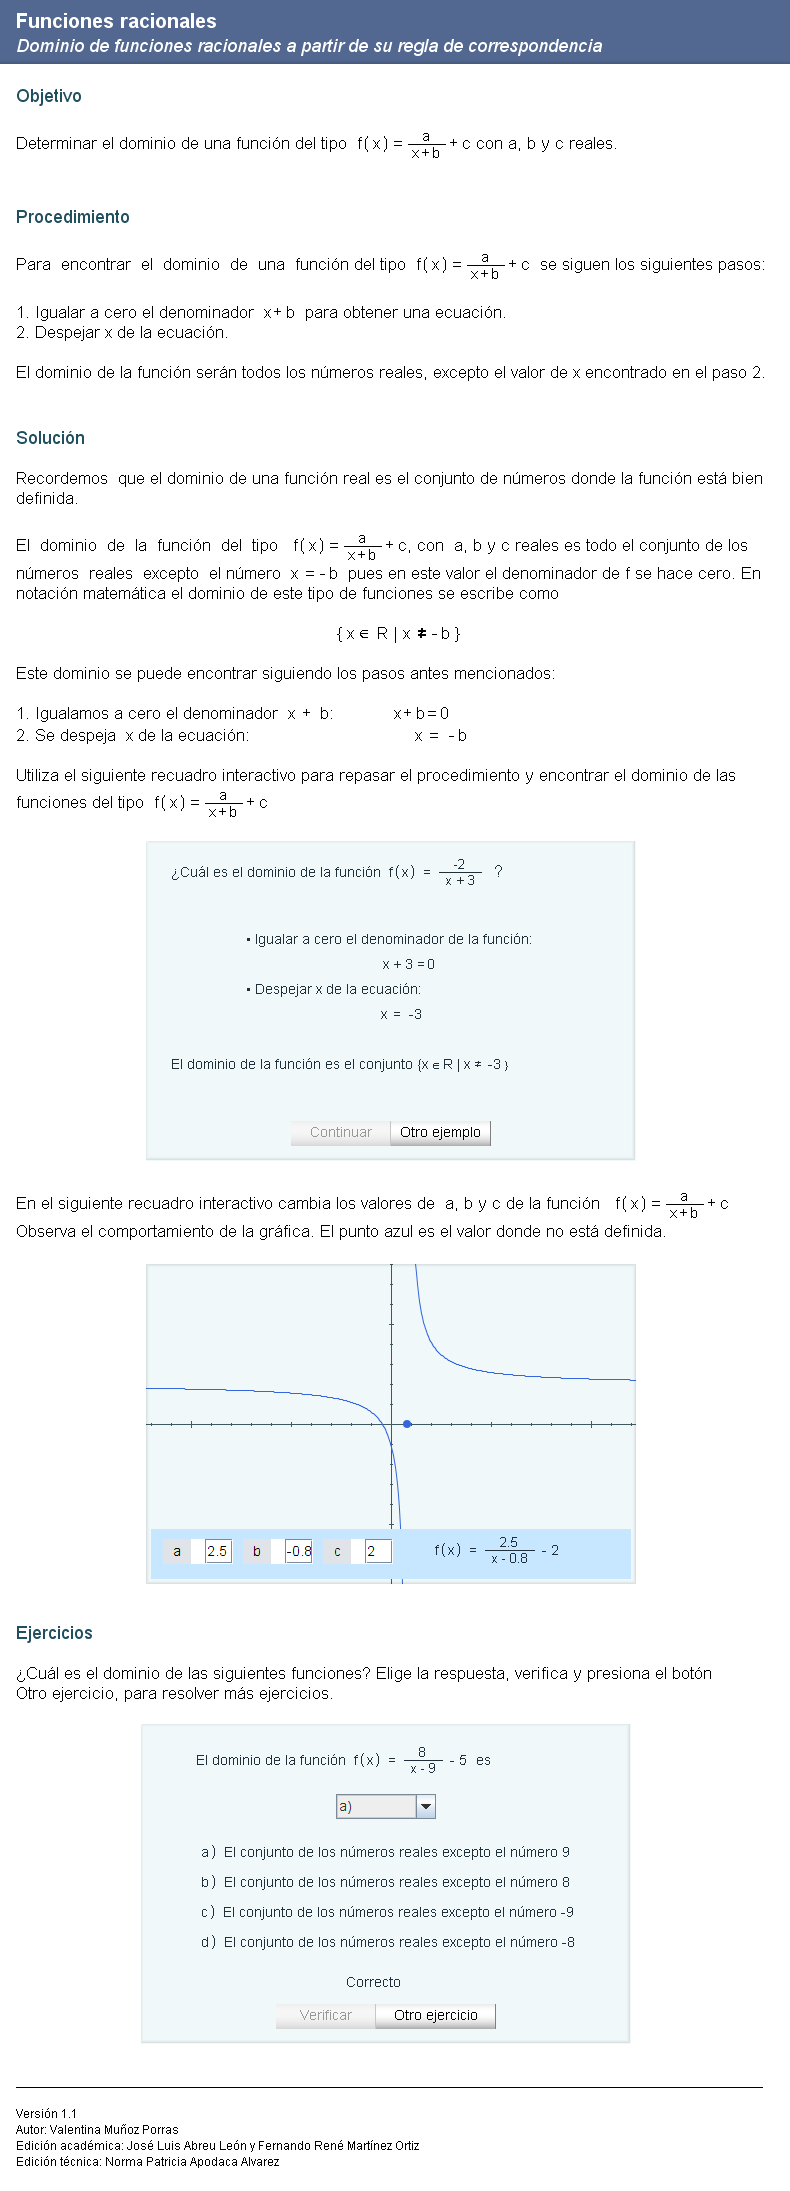 Funciones racionales
Dominio de funciones racionales a partir de su regla de correspondencia
Objetivo
Determinar el dominio de una función del tipo f(x) = a/(x+b) + c con a, b y c reales.
Procedimiento
Para encontrar el dominio de una función del tipo f(x) = a/(x+b) + c se siguen los siguientes pasos:
1. Igualar a cero el denominador x+b para obtener una ecuación.
2. Despejar x de la ecuación.
El dominio de la función serán todos los números reales, excepto el valor de x encontrado en el paso 2.
Solución
Recordemos que el dominio de una función real es el conjunto de números donde la función está bien
definida.
El dominio de la función del tipo f(x) = a/(x+b) + c, con a, b y c reales es todo el conjunto de los
números reales excepto el número x = -b pues en este valor el denominador de f se hace cero. En
notación matemática el dominio de este tipo de funciones se escribe como
{ x ∈ R | x ≠ -b }
Este dominio se puede encontrar siguiendo los pasos antes mencionados:
1. Igualamos a cero el denominador x + b: x+b=0
2. Se despeja x de la ecuación: x = -b
Utiliza el siguiente recuadro interactivo para repasar el procedimiento y encontrar el dominio de las
funciones del tipo f(x) = a/(x+b) + c
¿Cuál es el dominio de la función f(x) = -2/(x+3) ?
• Igualar a cero el denominador de la función:
x + 3 = 0
• Despejar x de la ecuación:
x = -3
El dominio de la función es el conjunto {x ∈ R | x ≠ -3 }
Continuar Otro ejemplo
En el siguiente recuadro interactivo cambia los valores de a, b y c de la función f(x) = a/(x+b) + c
Observa el comportamiento de la gráfica. El punto azul es el valor donde no está definida.
a 2.5 b -0.8 c 2 f(x) = 2.5/(x - 0.8) - 2
Ejercicios
¿Cuál es el dominio de las siguientes funciones? Elige la respuesta, verifica y presiona el botón
Otro ejercicio, para resolver más ejercicios.
El dominio de la función f(x) = 8/(x - 9) - 5 es
a)
a) El conjunto de los números reales excepto el número 9
b) El conjunto de los números reales excepto el número 8
c) El conjunto de los números reales excepto el número -9
d) El conjunto de los números reales excepto el número -8
Correcto
Verificar Otro ejercicio
Versión 1.1
Autor: Valentina Muñoz Porras
Edición académica: José Luis Abreu León y Fernando René Martínez Ortiz
Edición técnica: Norma Patricia Apodaca Alvarez